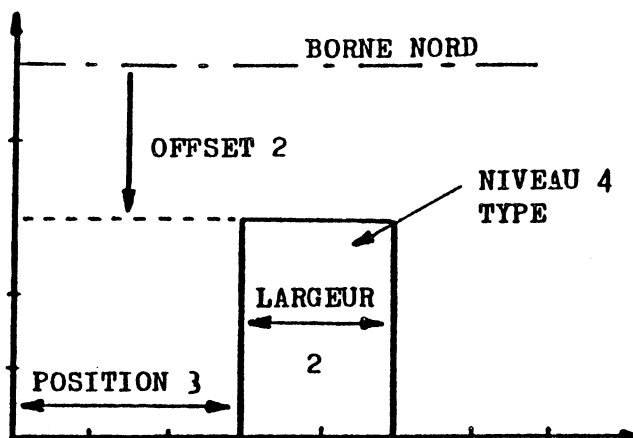 BORNE NORD
OFFSET 2
NIVEAU 4
TYPE
LARGEUR
2
POSITION 3